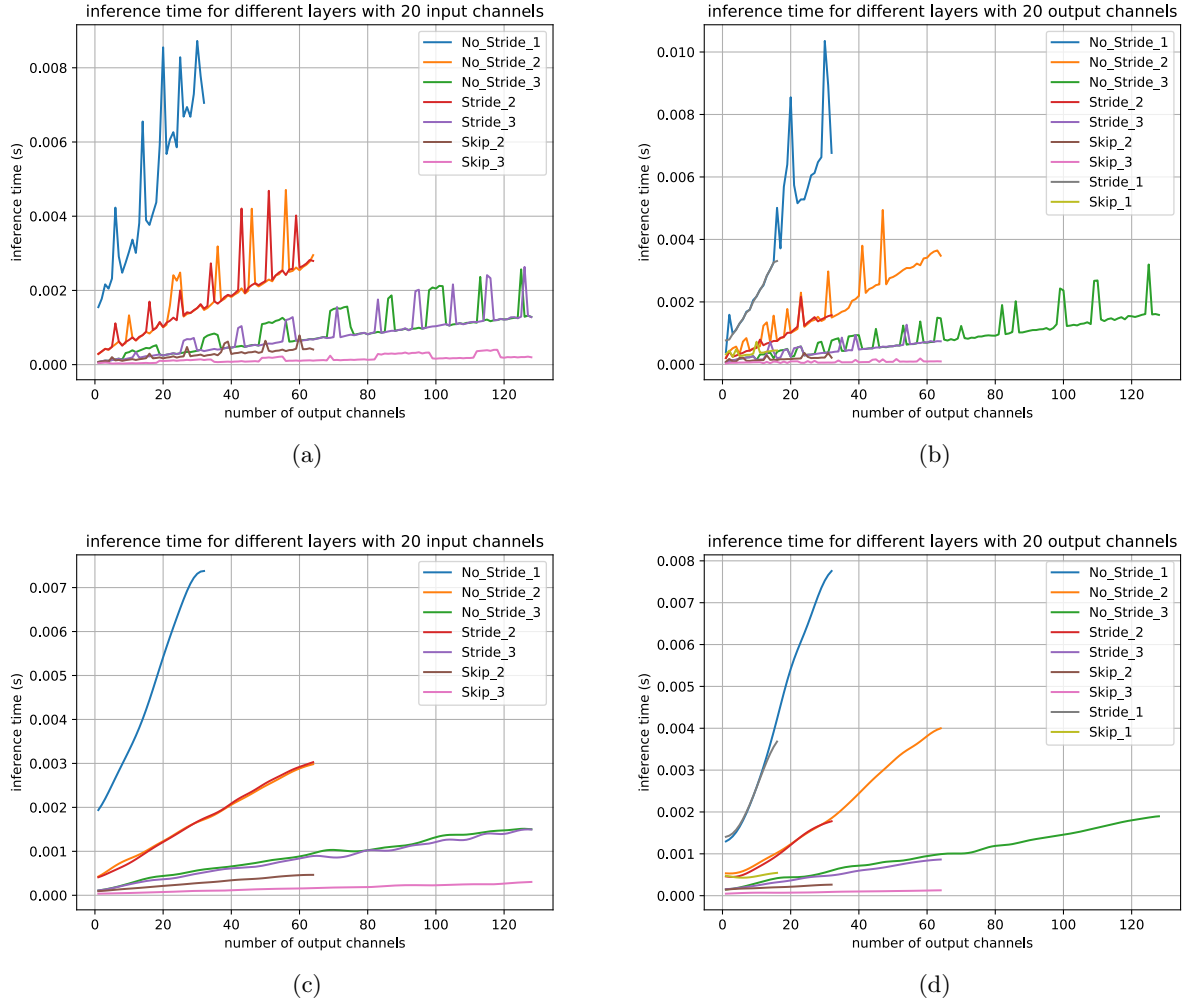 inference time for different layers with 20 input channels
inference time (s)
0.008
0.006
0.004
0.002
0.000
No_Stride_1
No_Stride_2
No_Stride_3
Stride_2
Stride_3
Skip_2
Skip_3
0 20 40 60 80 100 120
number of output channels
(a)
inference time for different layers with 20 output channels
inference time (s)
0.010
0.008
0.006
0.004
0.002
0.000
No_Stride_1
No_Stride_2
No_Stride_3
Stride_2
Stride_3
Skip_2
Skip_3
Stride_1
Skip_1
0 20 40 60 80 100 120
number of output channels
(b)
inference time for different layers with 20 input channels
inference time (s)
0.007
0.006
0.005
0.004
0.003
0.002
0.001
0.000
No_Stride_1
No_Stride_2
No_Stride_3
Stride_2
Stride_3
Skip_2
Skip_3
0 20 40 60 80 100 120
number of output channels
(c)
inference time for different layers with 20 output channels
inference time (s)
0.008
0.007
0.006
0.005
0.004
0.003
0.002
0.001
0.000
No_Stride_1
No_Stride_2
No_Stride_3
Stride_2
Stride_3
Skip_2
Skip_3
Stride_1
Skip_1
0 20 40 60 80 100 120
number of output channels
(d)